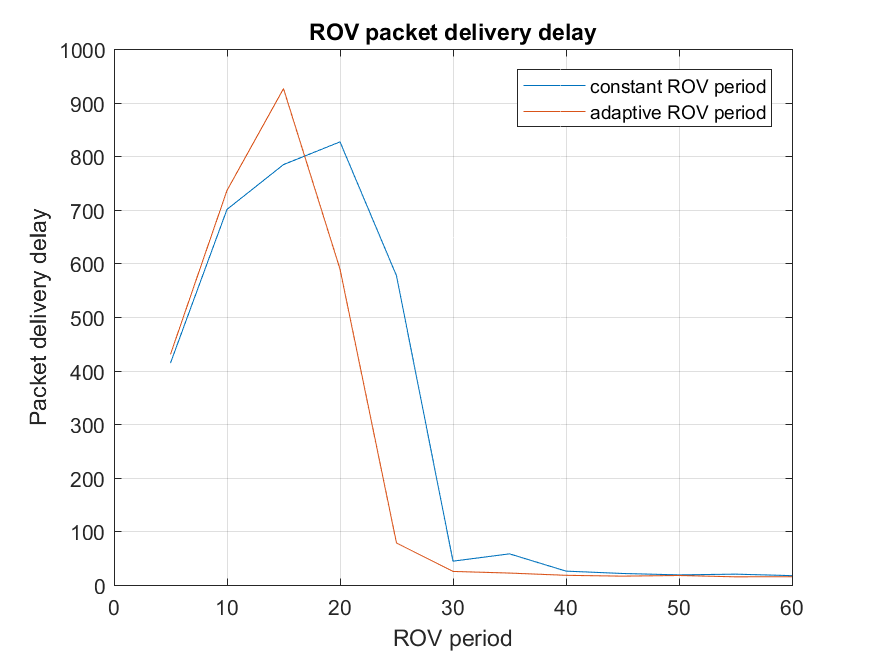 ROV packet delivery delay
constant ROV period
adaptive ROV period
Packet delivery delay
1000
900
800
700
600
500
400
300
200
100
0
0 10 20 30 40 50 60
ROV period